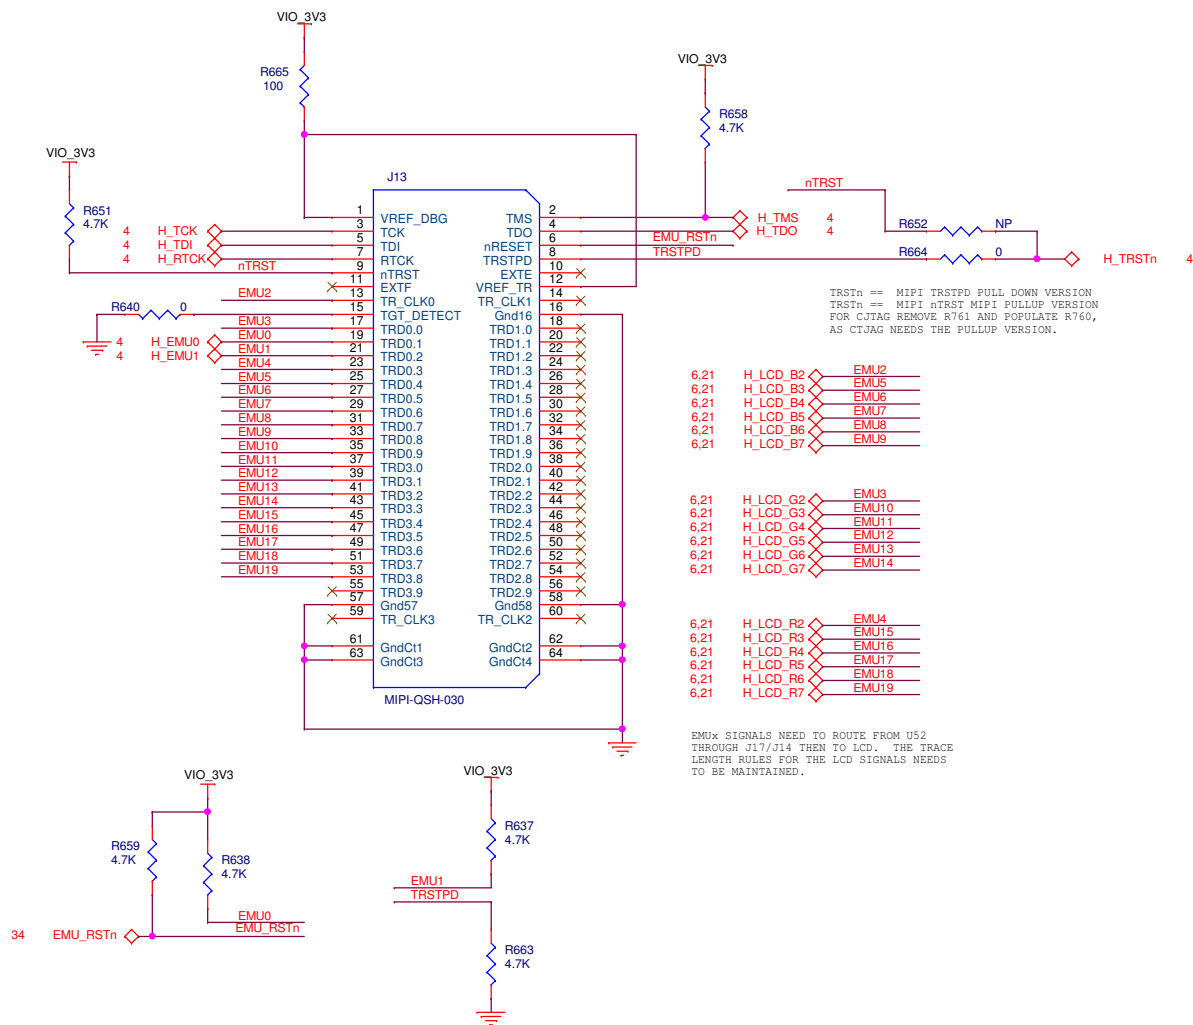 VIO_3V3
R665
100
VIO_3V3
R658
4.7K
VIO_3V3
R651
4.7K
J13
nTRST
R652 NP
R664 0
H_TRSTn 4
1 VREF_DBG TMS 2
4 H_TCK 3 TCK TDO 4 H_TMS 4
4 H_TDI 5 TDI nRESET 6 EMU_RSTn H_TDO 4
4 H_RTCK 7 RTCK TRSTPD 8 TRSTPD
nTRST 9 nTRST EXTE 10
11 EXTF VREF_TR 12
EMU2 13 TR_CLK0 TR_CLK1 14
R640 0 15 TGT_DETECT Gnd16 16
EMU3 17 TRD0.0 TRD1.0 18
4 H_EMU0 EMU0 19 TRD0.1 TRD1.1 20
4 H_EMU1 EMU1 21 TRD0.2 TRD1.2 22
EMU4 23 TRD0.3 TRD1.3 24
EMU5 25 TRD0.4 TRD1.4 26
EMU6 27 TRD0.5 TRD1.5 28
EMU7 29 TRD0.6 TRD1.6 30
EMU8 31 TRD0.7 TRD1.7 32
EMU9 33 TRD0.8 TRD1.8 34
EMU10 35 TRD0.9 TRD1.9 36
EMU11 37 TRD3.0 TRD2.0 38
EMU12 39 TRD3.1 TRD2.1 40
EMU13 41 TRD3.2 TRD2.2 42
EMU14 43 TRD3.3 TRD2.3 44
EMU15 45 TRD3.4 TRD2.4 46
EMU16 47 TRD3.5 TRD2.5 48
EMU17 49 TRD3.6 TRD2.6 50
EMU18 51 TRD3.7 TRD2.7 52
EMU19 53 TRD3.8 TRD2.8 54
55 TRD3.9 TRD2.9 56
57 Gnd57 Gnd58 58
59 TR_CLK3 TR_CLK2 60
61 GndCt1 GndCt2 62
63 GndCt3 GndCt4 64
MIPI-QSH-030
TRSTn == MIPI TRSTPD PULL DOWN VERSION
TRSTn == MIPI nTRST MIPI PULLUP VERSION
FOR CJTAG REMOVE R761 AND POPULATE R760,
AS CTJAG NEEDS THE PULLUP VERSION.
6,21 H_LCD_B2 EMU2
6,21 H_LCD_B3 EMU5
6,21 H_LCD_B4 EMU6
6,21 H_LCD_B5 EMU7
6,21 H_LCD_B6 EMU8
6,21 H_LCD_B7 EMU9
6,21 H_LCD_G2 EMU3
6,21 H_LCD_G3 EMU10
6,21 H_LCD_G4 EMU11
6,21 H_LCD_G5 EMU12
6,21 H_LCD_G6 EMU13
6,21 H_LCD_G7 EMU14
6,21 H_LCD_R2 EMU4
6,21 H_LCD_R3 EMU15
6,21 H_LCD_R4 EMU16
6,21 H_LCD_R5 EMU17
6,21 H_LCD_R6 EMU18
6,21 H_LCD_R7 EMU19
EMUx SIGNALS NEED TO ROUTE FROM U52
THROUGH J17/J14 THEN TO LCD. THE TRACE
LENGTH RULES FOR THE LCD SIGNALS NEEDS
TO BE MAINTAINED.
VIO_3V3
R659
4.7K
R638
4.7K
EMU0
34 EMU_RSTn EMU_RSTn
VIO_3V3
R637
4.7K
EMU1
TRSTPD
R663
4.7K